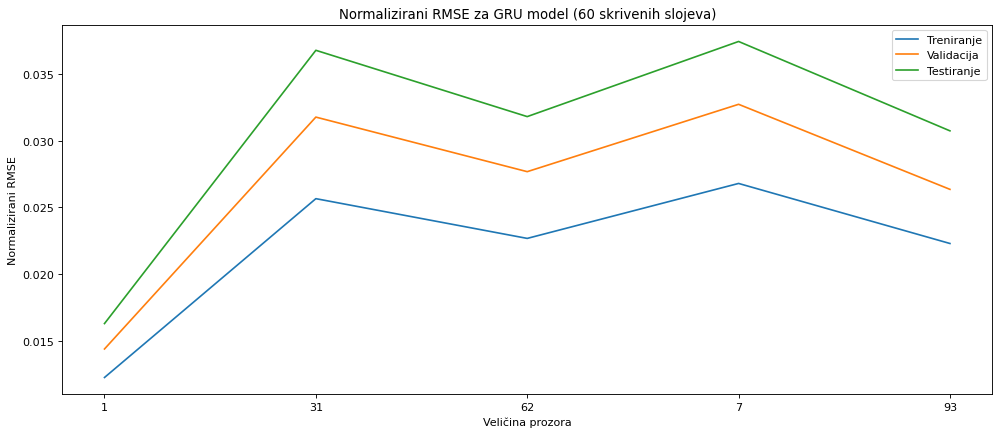 Normalizirani RMSE za GRU model (60 skrivenih slojeva)
Treniranje
Validacija
Testiranje
Normalizirani RMSE
0.035
0.030
0.025
0.020
0.015
1 31 62 7 93
Veličina prozora